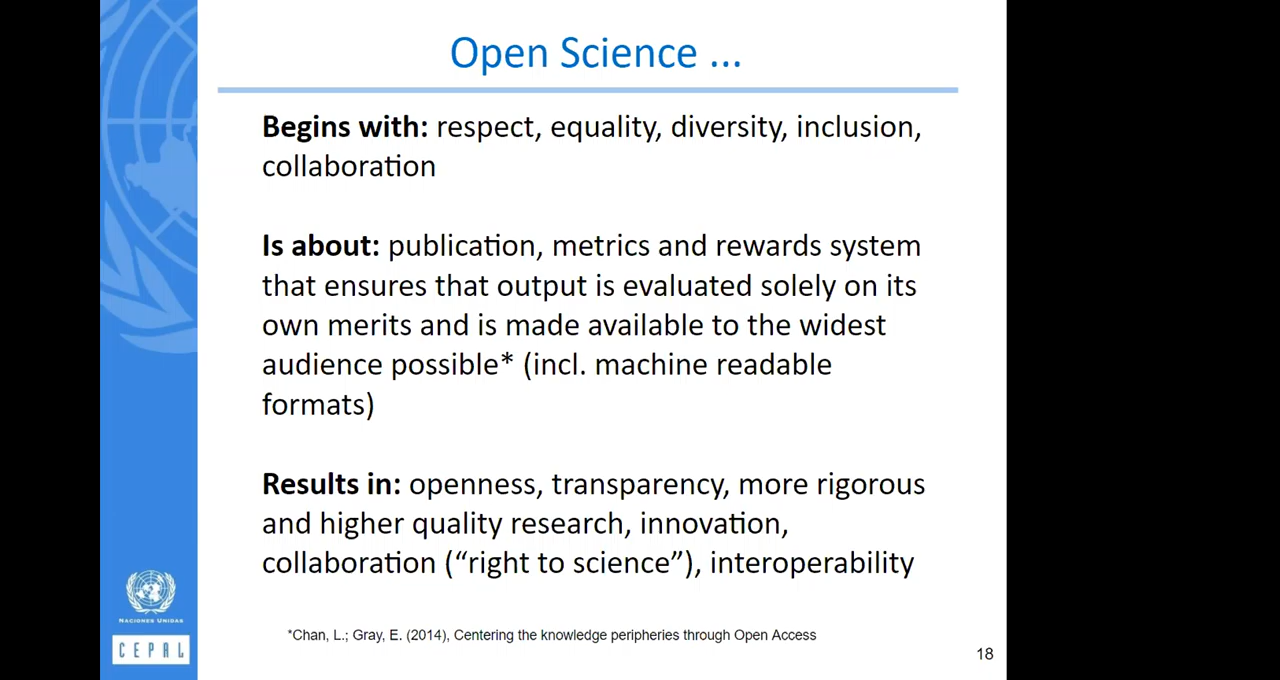 Open Science ...
Begins with: respect, equality, diversity, inclusion,
collaboration
Is about: publication, metrics and rewards system
that ensures that output is evaluated solely on its
own merits and is made available to the widest
audience possible* (incl. machine readable
formats)
Results in: openness, transparency, more rigorous
and higher quality research, innovation,
collaboration (“right to science”), interoperability
*Chan, L.; Gray, E. (2014), Centering the knowledge peripheries through Open Access
18
NACIONES UNIDAS
CEPAL